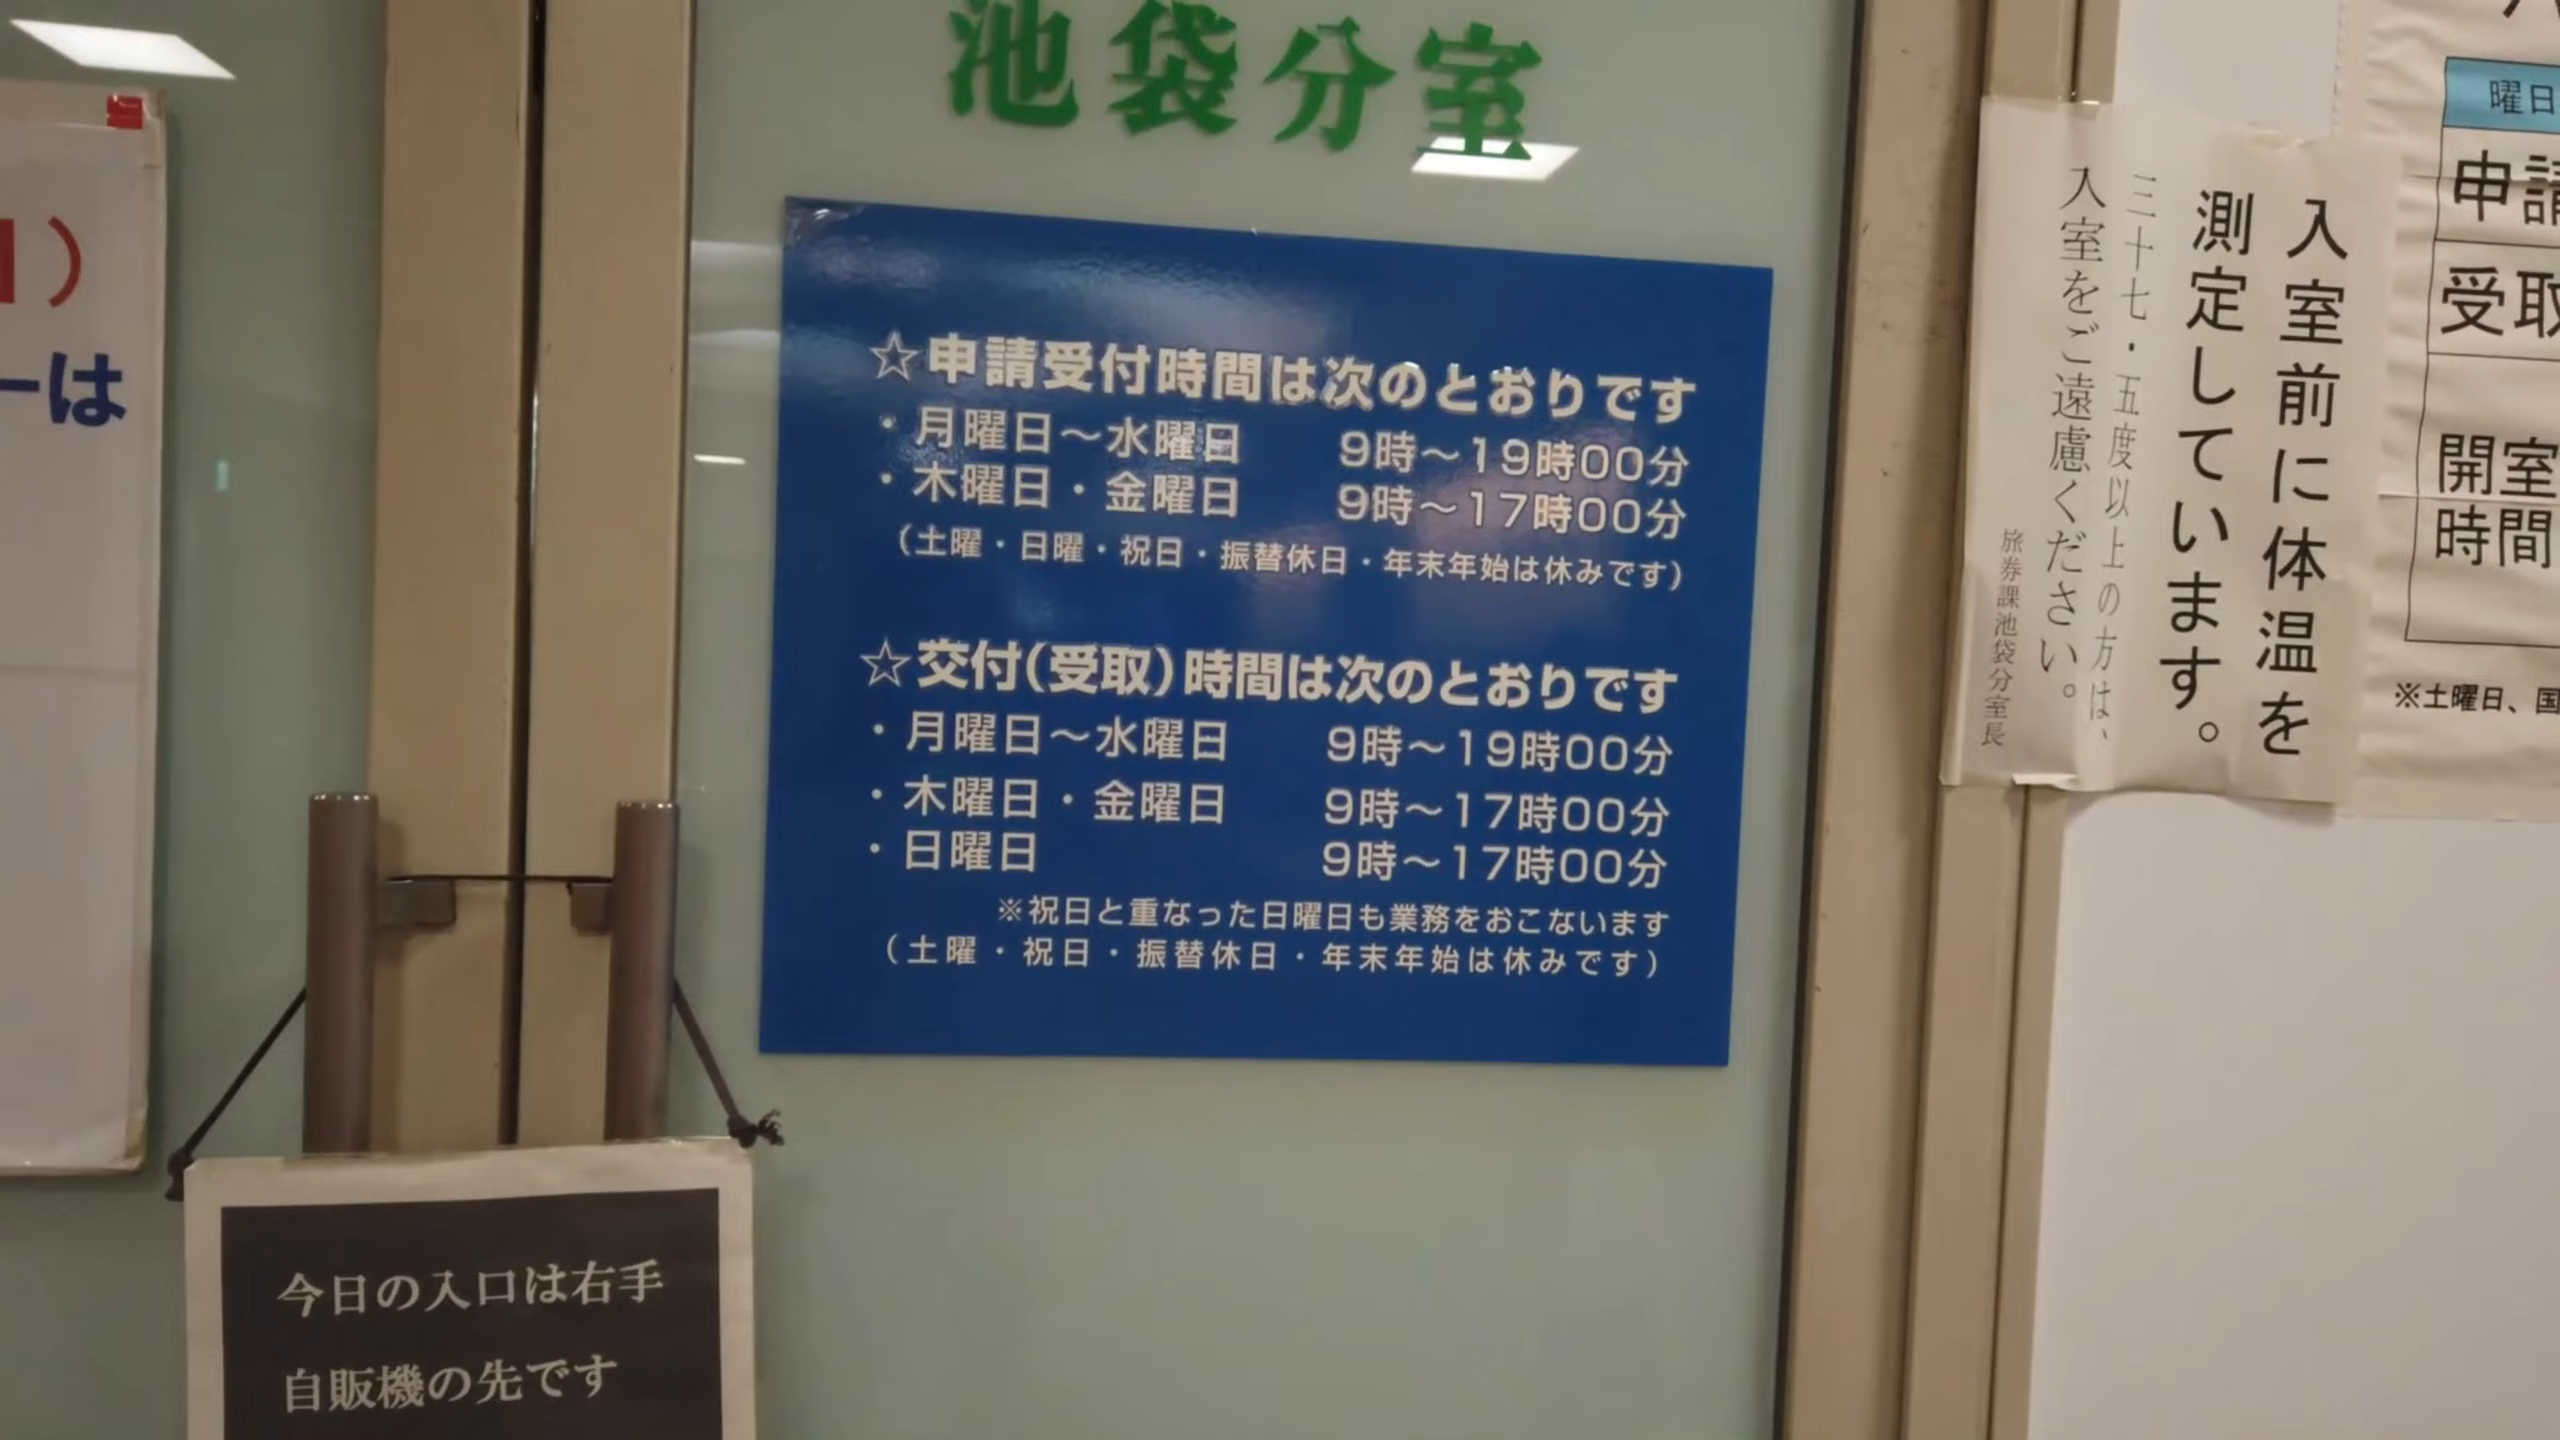 池袋分室
☆申請受付時間は次のとおりです
・月曜日～水曜日 9時～19時00分
・木曜日・金曜日 9時～17時00分
(土曜・日曜・祝日・振替休日・年末年始は休みです)
☆交付(受取)時間は次のとおりです
・月曜日～水曜日 9時～19時00分
・木曜日・金曜日 9時～17時00分
・日曜日 9時～17時00分
※祝日と重なった日曜日も業務をおこないます
(土曜・祝日・振替休日・年末年始は休みです)
今日の入口は右手
自販機の先です
ーは
入室前に体温を
測定しています。
三十七・五度以上の方は、
入室をご遠慮ください。
旅券課池袋分室長
曜日
申請
受取
開室
時間
※土曜日、国